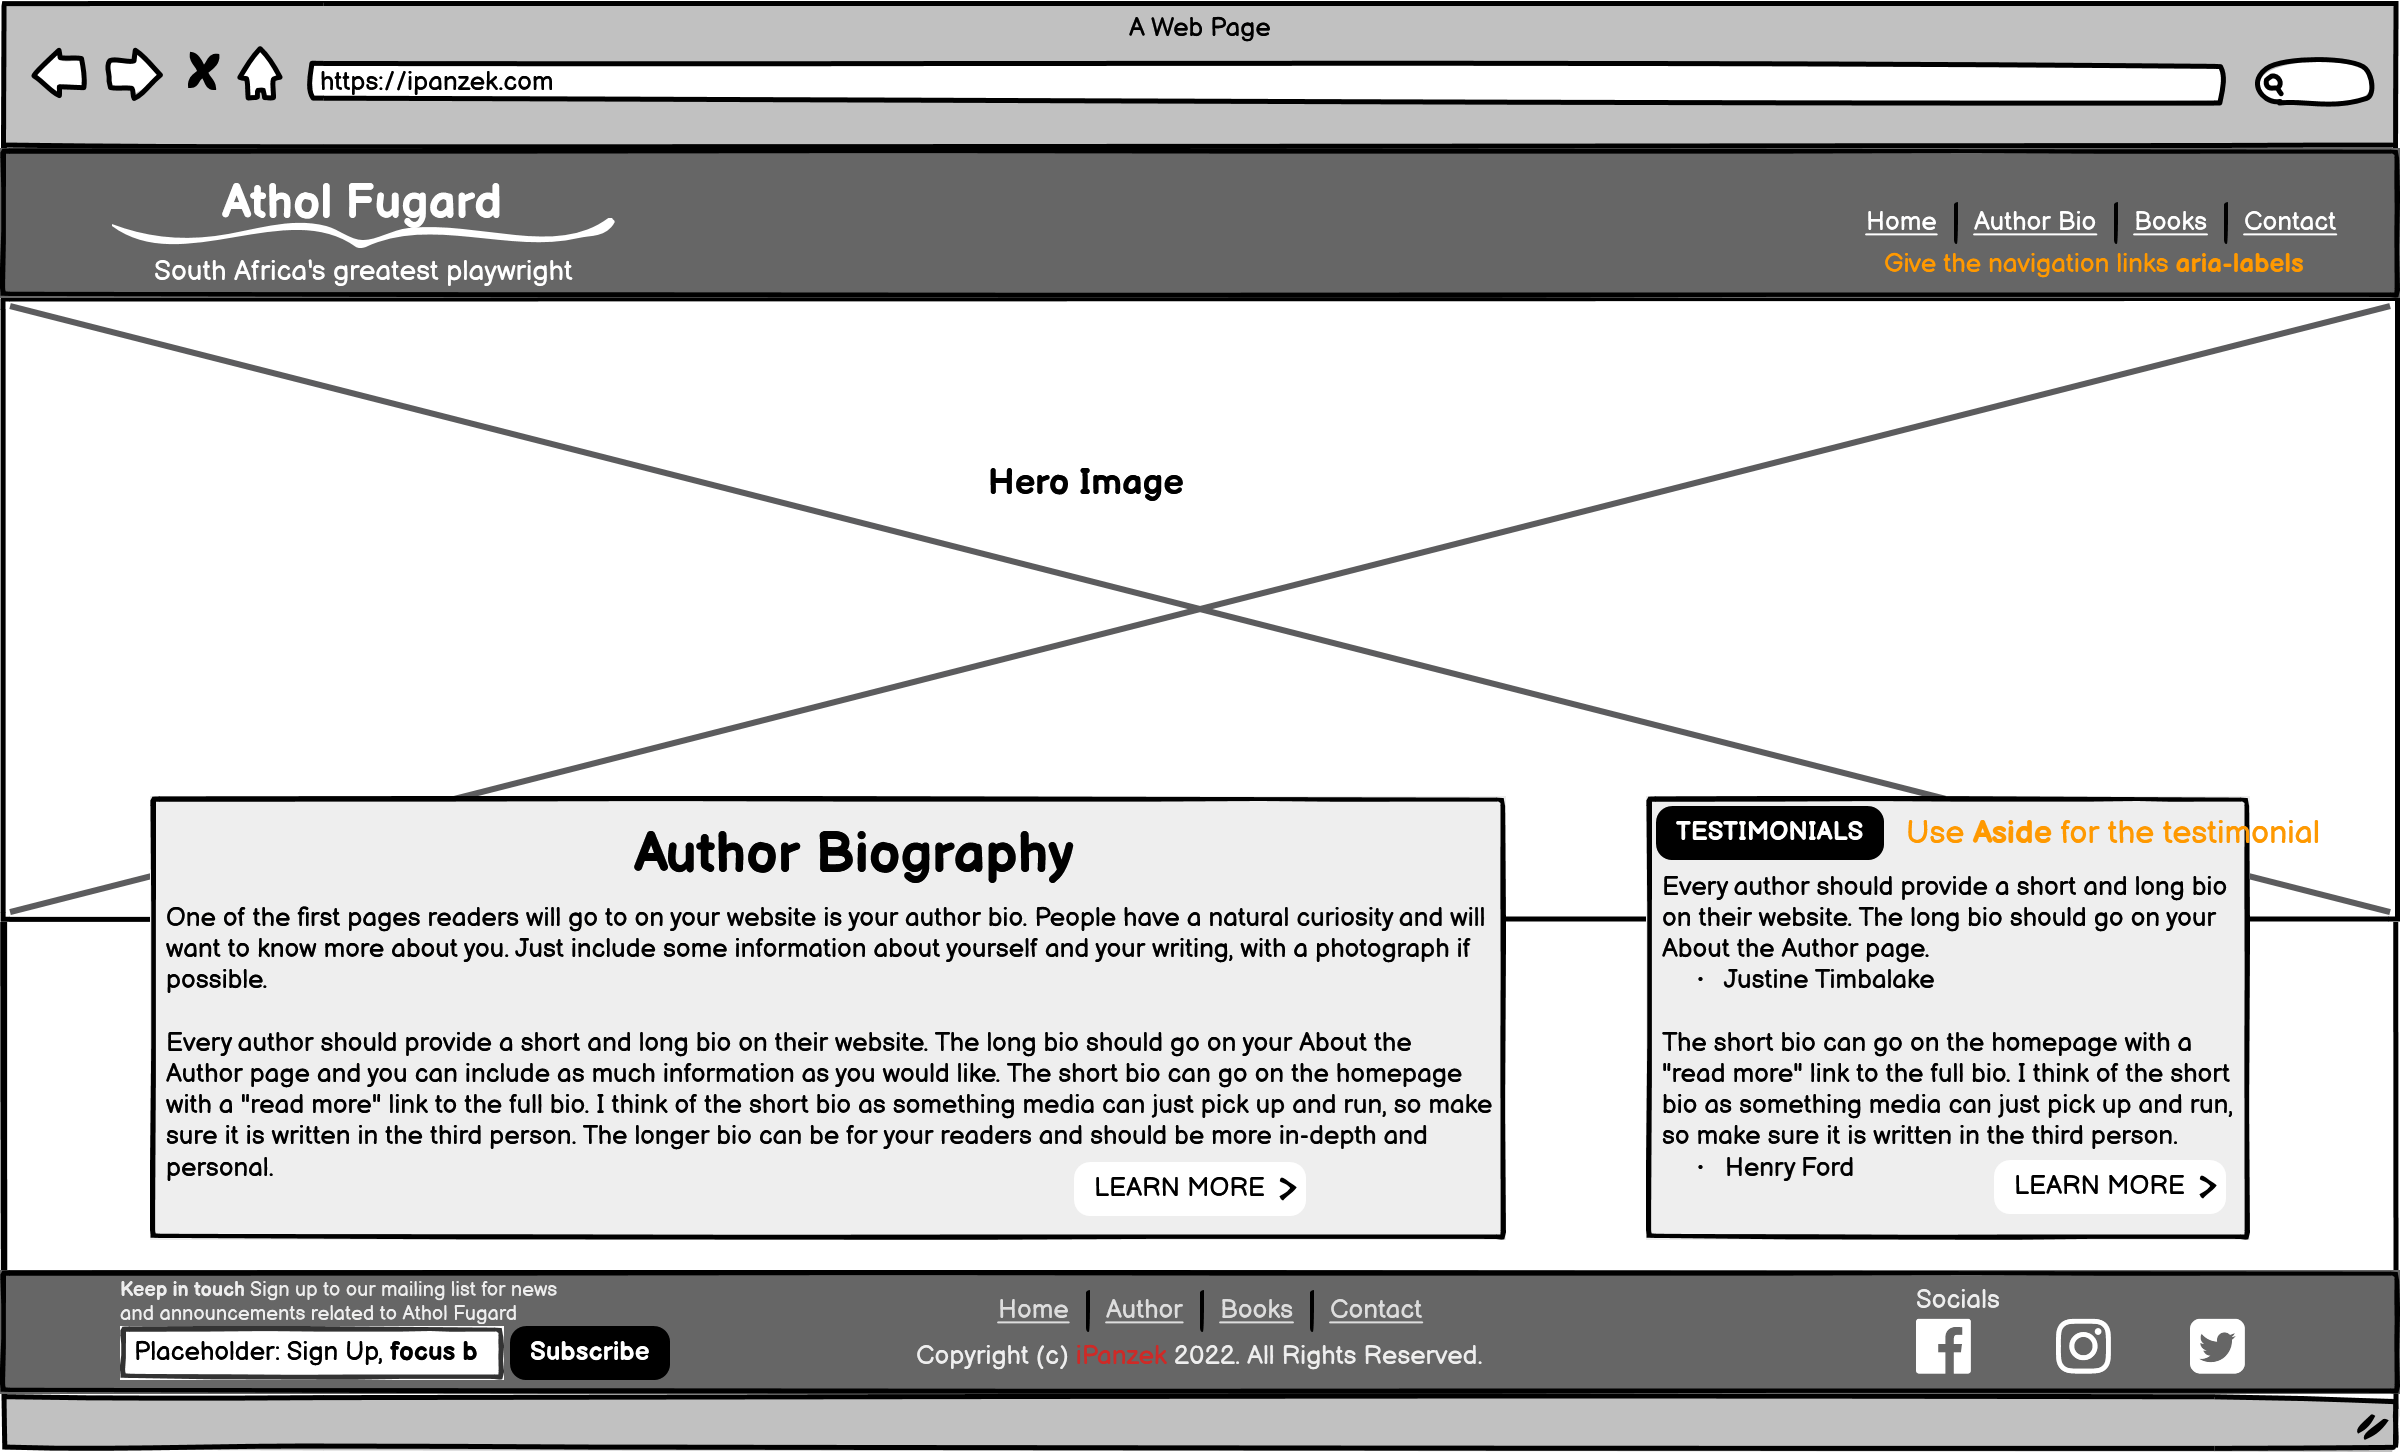 A Web Page
https://ipanzek.com
Athol Fugard
South Africa's greatest playwright
Home Author Bio Books Contact
Give the navigation links aria-labels
Hero Image
Author Biography
One of the first pages readers will go to on your website is your author bio. People have a natural curiosity and will
want to know more about you. Just include some information about yourself and your writing, with a photograph if
possible.
Every author should provide a short and long bio on their website. The long bio should go on your About the
Author page and you can include as much information as you would like. The short bio can go on the homepage
with a "read more" link to the full bio. I think of the short bio as something media can just pick up and run, so make
sure it is written in the third person. The longer bio can be for your readers and should be more in-depth and
personal.
LEARN MORE
TESTIMONIALS
Use Aside for the testimonial
Every author should provide a short and long bio
on their website. The long bio should go on your
About the Author page.
• Justine Timbalake
The short bio can go on the homepage with a
"read more" link to the full bio. I think of the short
bio as something media can just pick up and run,
so make sure it is written in the third person.
• Henry Ford
LEARN MORE
Keep in touch Sign up to our mailing list for news
and announcements related to Athol Fugard
Placeholder: Sign Up, focus b
Subscribe
Home Author Books Contact
Copyright (c) iPanzek 2022. All Rights Reserved.
Socials